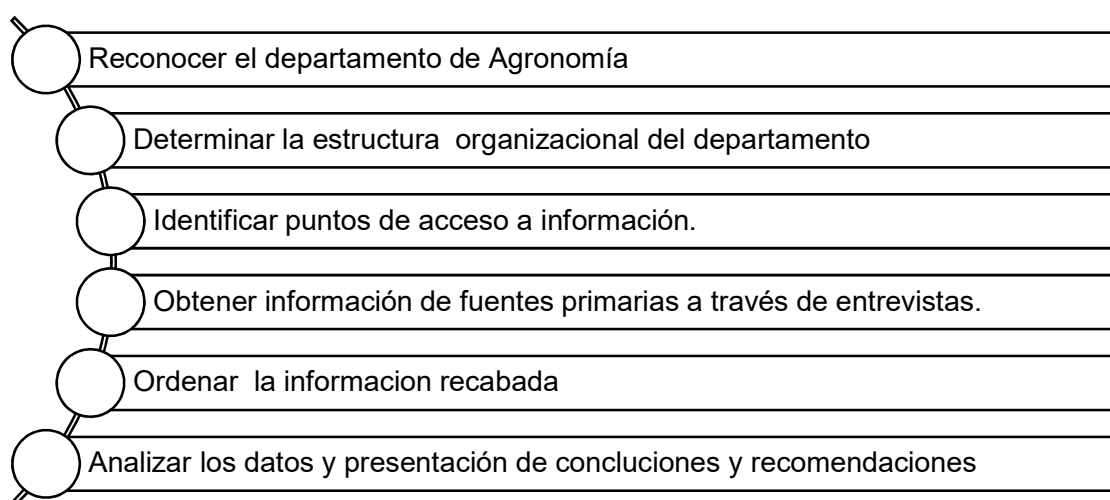 Reconocer el departamento de Agronomía
Determinar la estructura  organizacional del departamento
Identificar puntos de acceso a información.
Obtener información de fuentes primarias a través de entrevistas.
Ordenar  la informacion recabada
Analizar los datos y presentación de concluciones y recomendaciones